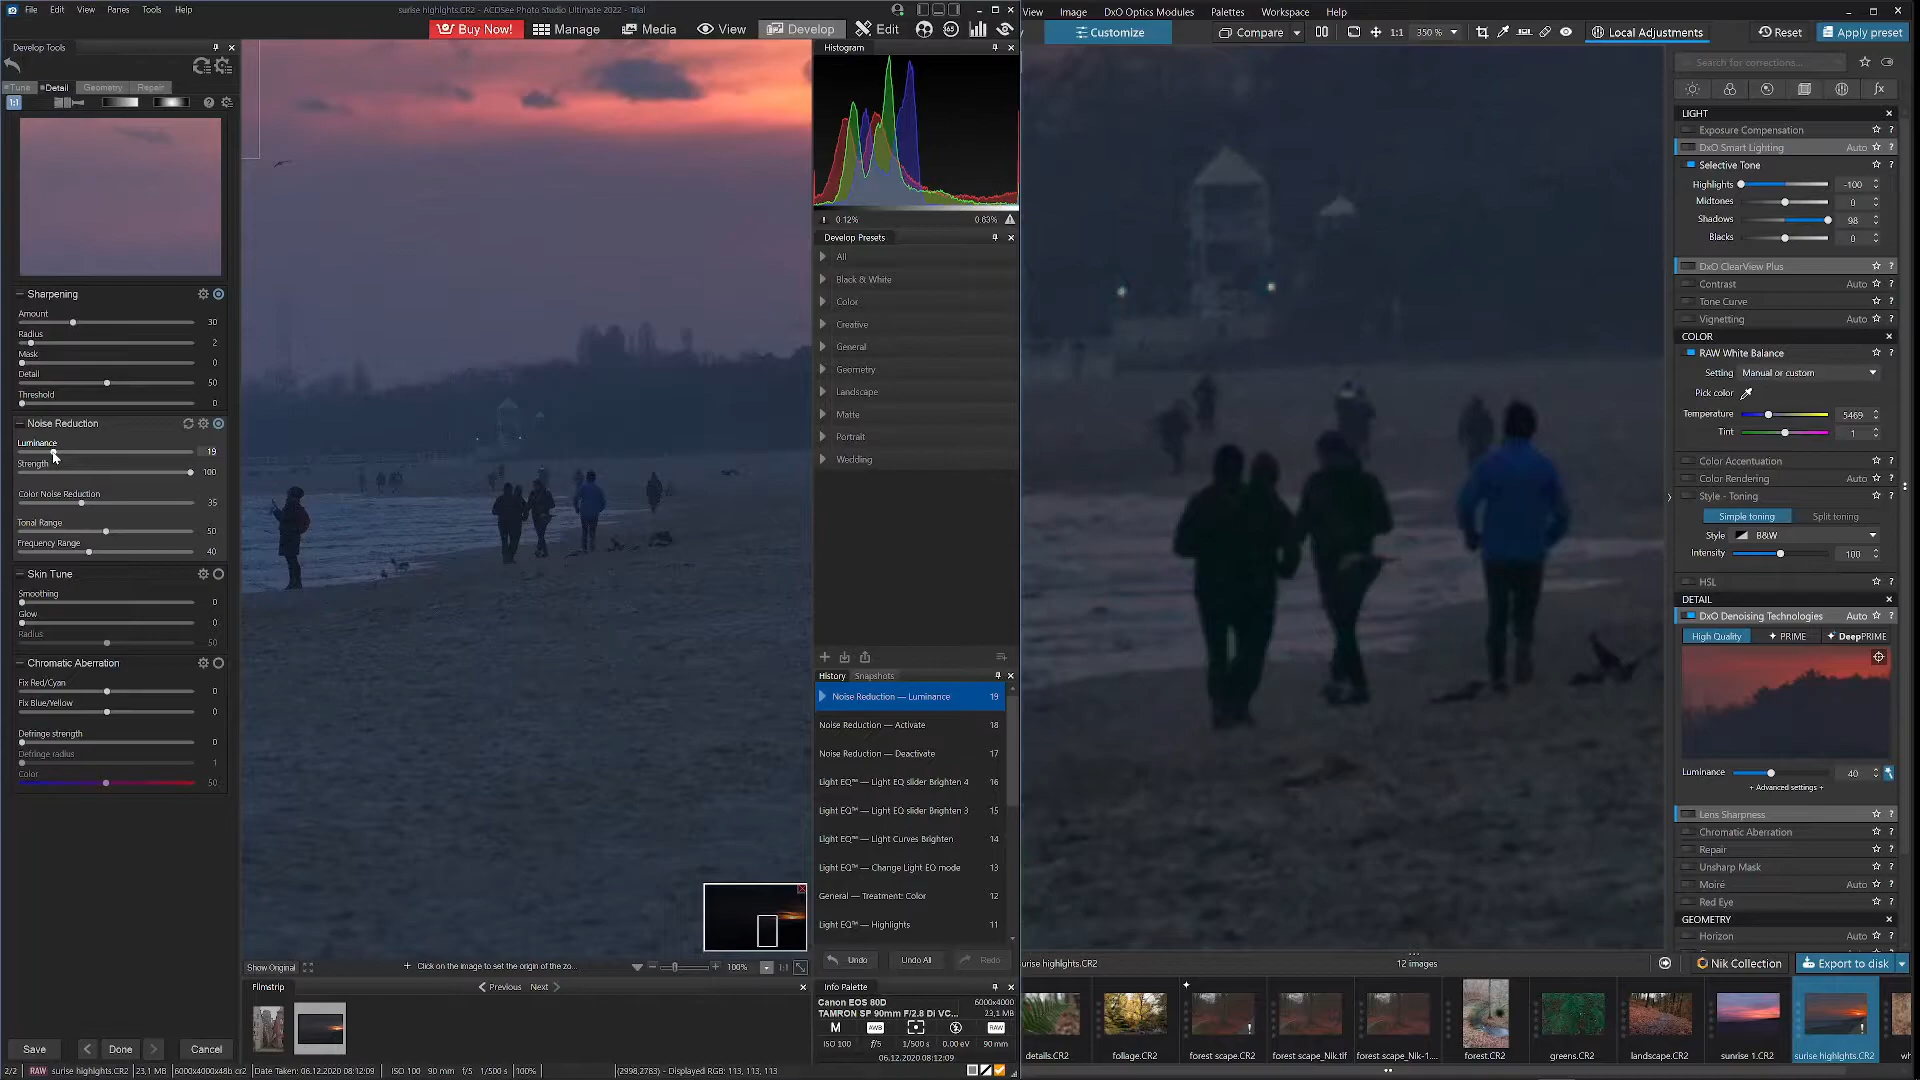 File Edit View Panes Tools Help
surise highlights.CR2 - ACDSee Photo Studio Ultimate 2022 - Trial
Buy Now! Manage Media View Develop Edit 365
Develop Tools
Tune Detail Geometry Repair
1:1
Sharpening
Amount 30
Radius 2
Mask 0
Detail 50
Threshold 0
Noise Reduction
Luminance 19
Strength 100
Color Noise Reduction 35
Tonal Range 50
Frequency Range 40
Skin Tune
Smoothing 0
Glow 0
Radius 50
Chromatic Aberration
Fix Red/Cyan 0
Fix Blue/Yellow 0
Defringe strength 0
Defringe radius 1
Color 50
Save Done Cancel
Show Original
Click on the image to set the origin of the zo...
100% 1:1
Filmstrip Previous Next
Histogram
0.12% 0.63%
Develop Presets
All
Black & White
Color
Creative
General
Geometry
Landscape
Matte
Portrait
Wedding
History Snapshots
Noise Reduction — Luminance 19
Noise Reduction — Activate 18
Noise Reduction — Deactivate 17
Light EQ™ — Light EQ slider Brighten 4 16
Light EQ™ — Light EQ slider Brighten 3 15
Light EQ™ — Light Curves Brighten 14
Light EQ™ — Change Light EQ mode 13
General — Treatment: Color 12
Light EQ™ — Highlights 11
Undo Undo All Redo
Info Palette
Canon EOS 80D 6000x4000
TAMRON SP 90mm F/2.8 Di VC... 23,1 MB
M AWB RAW
ISO 100 f/5 1/500 s 0.00 eV 90 mm
06.12.2020 08:12:09
2/2 RAW surise highlights.CR2 23,1 MB 6000x4000x48b cr2 Date Taken: 06.12.2020 08:12:09 ISO 100 90 mm f/5 1/500 s 100% (2998,2783) - Displayed RGB: 113, 113, 113
View Image DxO Optics Modules Palettes Workspace Help
Customize Compare 1:1 350 % Local Adjustments Reset Apply preset
Search for corrections...
LIGHT
Exposure Compensation ?
DxO Smart Lighting Auto ?
Selective Tone ?
Highlights -100
Midtones 0
Shadows 98
Blacks 0
DxO ClearView Plus ?
Contrast Auto ?
Tone Curve ?
Vignetting Auto ?
COLOR
RAW White Balance ?
Setting Manual or custom
Pick color
Temperature 5469
Tint 1
Color Accentuation ?
Color Rendering Auto ?
Style - Toning ?
Simple toning Split toning
Style B&W
Intensity 100
HSL ?
DETAIL
DxO Denoising Technologies Auto ?
High Quality PRIME DeepPRIME
Luminance 40
+ Advanced settings +
Lens Sharpness ?
Chromatic Aberration ?
Repair ?
Unsharp Mask ?
Moiré Auto ?
Red Eye ?
GEOMETRY
Horizon Auto ?
urise highlights.CR2 12 images Nik Collection Export to disk
details.CR2 foliage.CR2 forest scape.CR2 forest scape_Nik.tif forest scape_Nik-1.... forest.CR2 greens.CR2 landscape.CR2 sunrise 1.CR2 surise highlights.CR2